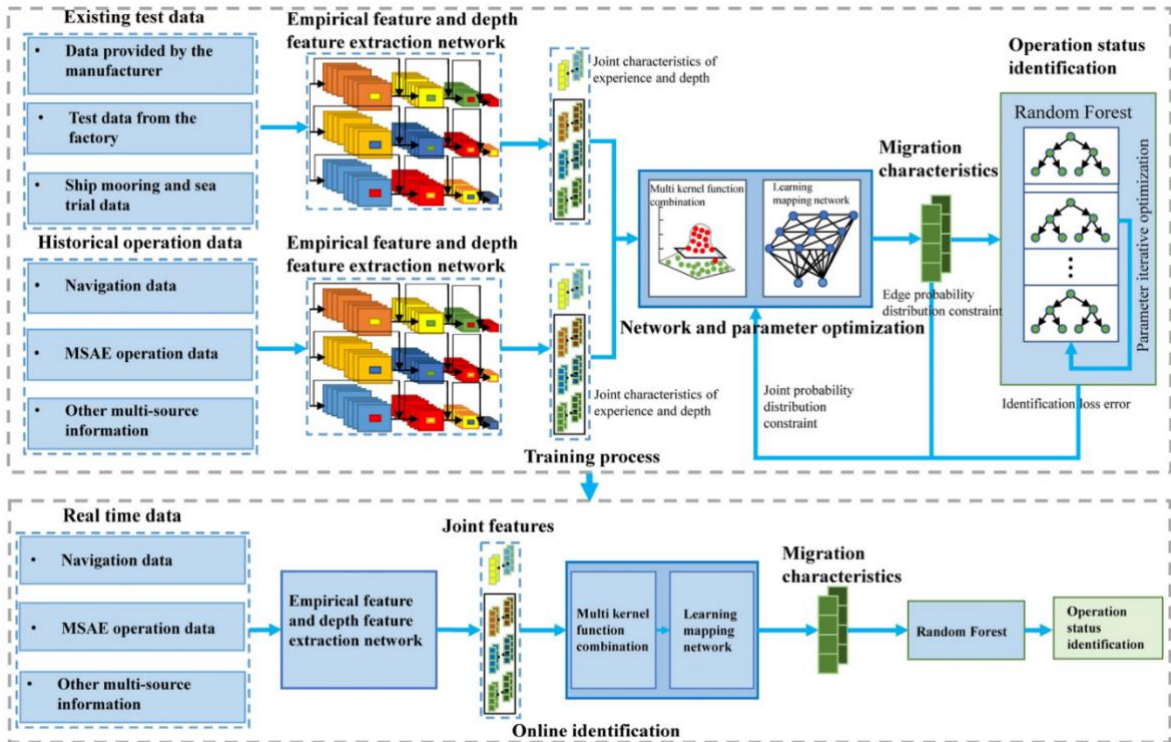 Existing test data
• Data provided by the
manufacturer
• Test data from the
factory
• Ship mooring and sea
trial data
Historical operation data
• Navigation data
• MSAE operation data
• Other multi-source
information
Empirical feature and depth
feature extraction network
Empirical feature and depth
feature extraction network
Joint characteristics of
experience and depth
Joint characteristics
of experience and depth
Training process
Multi kernel function
combination
Learning
mapping network
Network and parameter optimization
Joint probability
distribution
constraint
Migration
characteristics
Edge probability
distribution constraint
Operation status
identification
Random Forest
Parameter iterative optimization
Identification loss error
Real time data
• Navigation data
• MSAE operation data
• Other multi-source
information
Empirical feature
and depth feature
extraction network
Joint features
Multi kernel
function
combination
Learning
mapping
network
Migration
characteristics
Random Forest
Operation
status
identification
Online identification